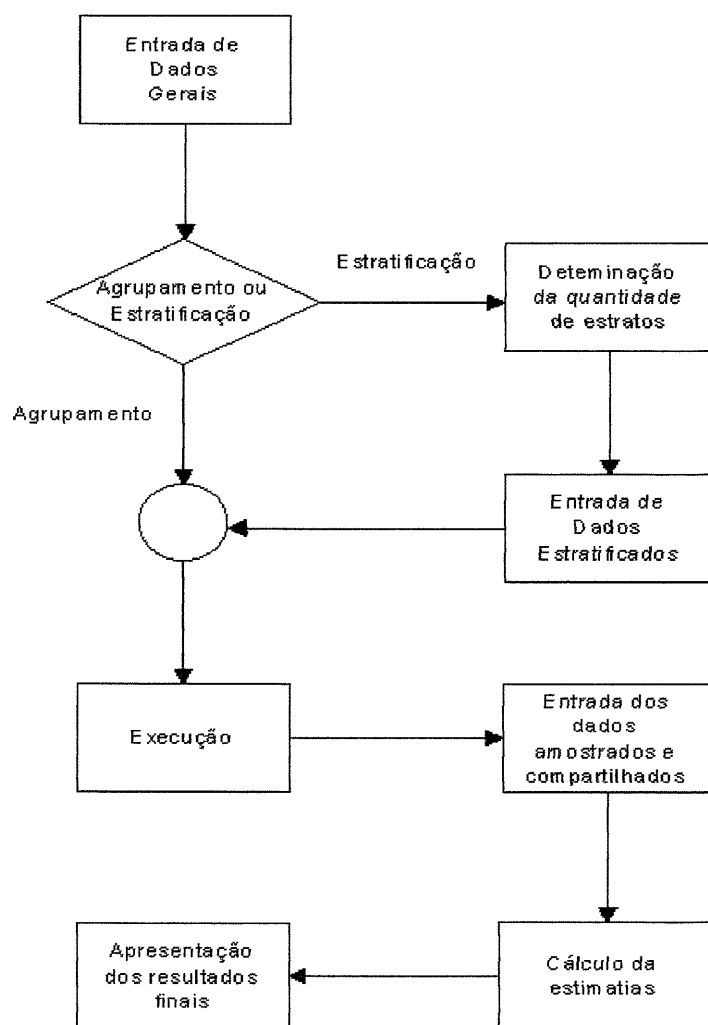 Entrada de
Dados
Gerais
Estratificação
Agrupamento ou
Estratificação
Deteminação
da quantidade
de estratos
Agrupamento
Entrada de
Dados
Estratificados
Execução
Entrada dos
dados
amostrados e
compartilhados
Apresentação
dos resultados
finais
Cálculo da
estimatias